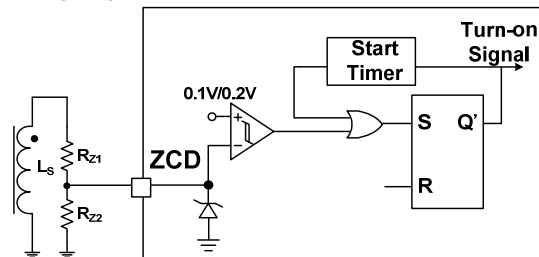 Turn-on
Signal
Start
Timer
0.1V/0.2V
S Q'
R
ZCD
LS
RZ1
RZ2